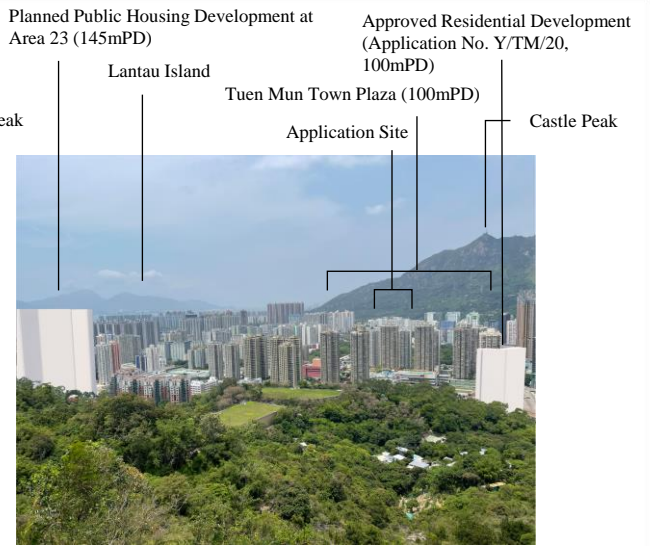 Planned Public Housing Development at
Area 23 (145mPD)
Approved Residential Development
(Application No. Y/TM/20,
100mPD)
Lantau Island
Tuen Mun Town Plaza (100mPD)
eak
Application Site
Castle Peak